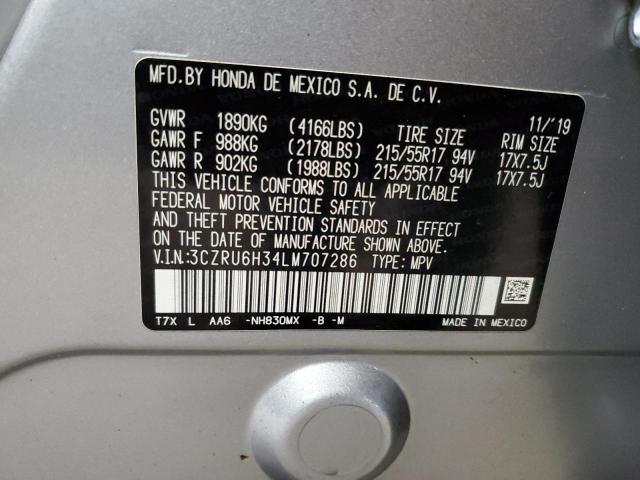 MFD.BY HONDA DE MEXICO S.A. DE C.V.
11/'19
GVWR 1890KG (4166LBS) TIRE SIZE RIM SIZE
GAWR F 988KG (2178LBS) 215/55R17 94V 17X7.5J
GAWR R 902KG (1988LBS) 215/55R17 94V 17X7.5J
THIS VEHICLE CONFORMS TO ALL APPLICABLE
FEDERAL MOTOR VEHICLE SAFETY
AND THEFT PREVENTION STANDARDS IN EFFECT
ON THE DATE OF MANUFACTURE SHOWN ABOVE.
V.I.N.:3CZRU6H34LM707286 TYPE: MPV
T7X L AA6 -NH830MX -B -M MADE IN MEXICO